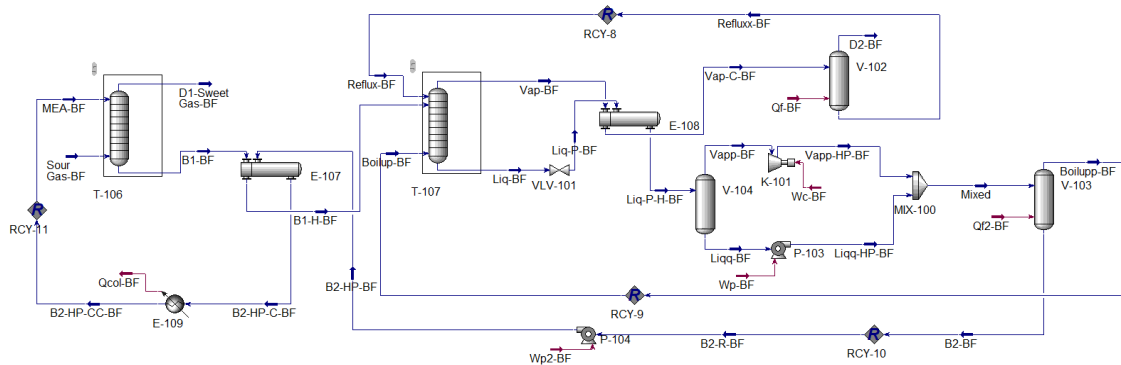 RCY-8
Refluxx-BF
D2-BF
V-102
Reflux-BF
Vap-BF
Vap-C-BF
Qf-BF
D1-Sweet
Gas-BF
MEA-BF
Sour
Gas-BF
T-106
B1-BF
E-107
B1-H-BF
Boilup-BF
T-107
Liq-BF
VLV-101
Liq-P-BF
E-108
Liq-P-H-BF
Vapp-BF
V-104
K-101
Wc-BF
Vapp-HP-BF
MIX-100
Mixed
Boilupp-BF
V-103
Qf2-BF
Liqq-BF
P-103
Liqq-HP-BF
Wp-BF
RCY-11
Qcol-BF
B2-HP-CC-BF
E-109
B2-HP-C-BF
B2-HP-BF
RCY-9
P-104
Wp2-BF
B2-R-BF
RCY-10
B2-BF
R
R
R
R